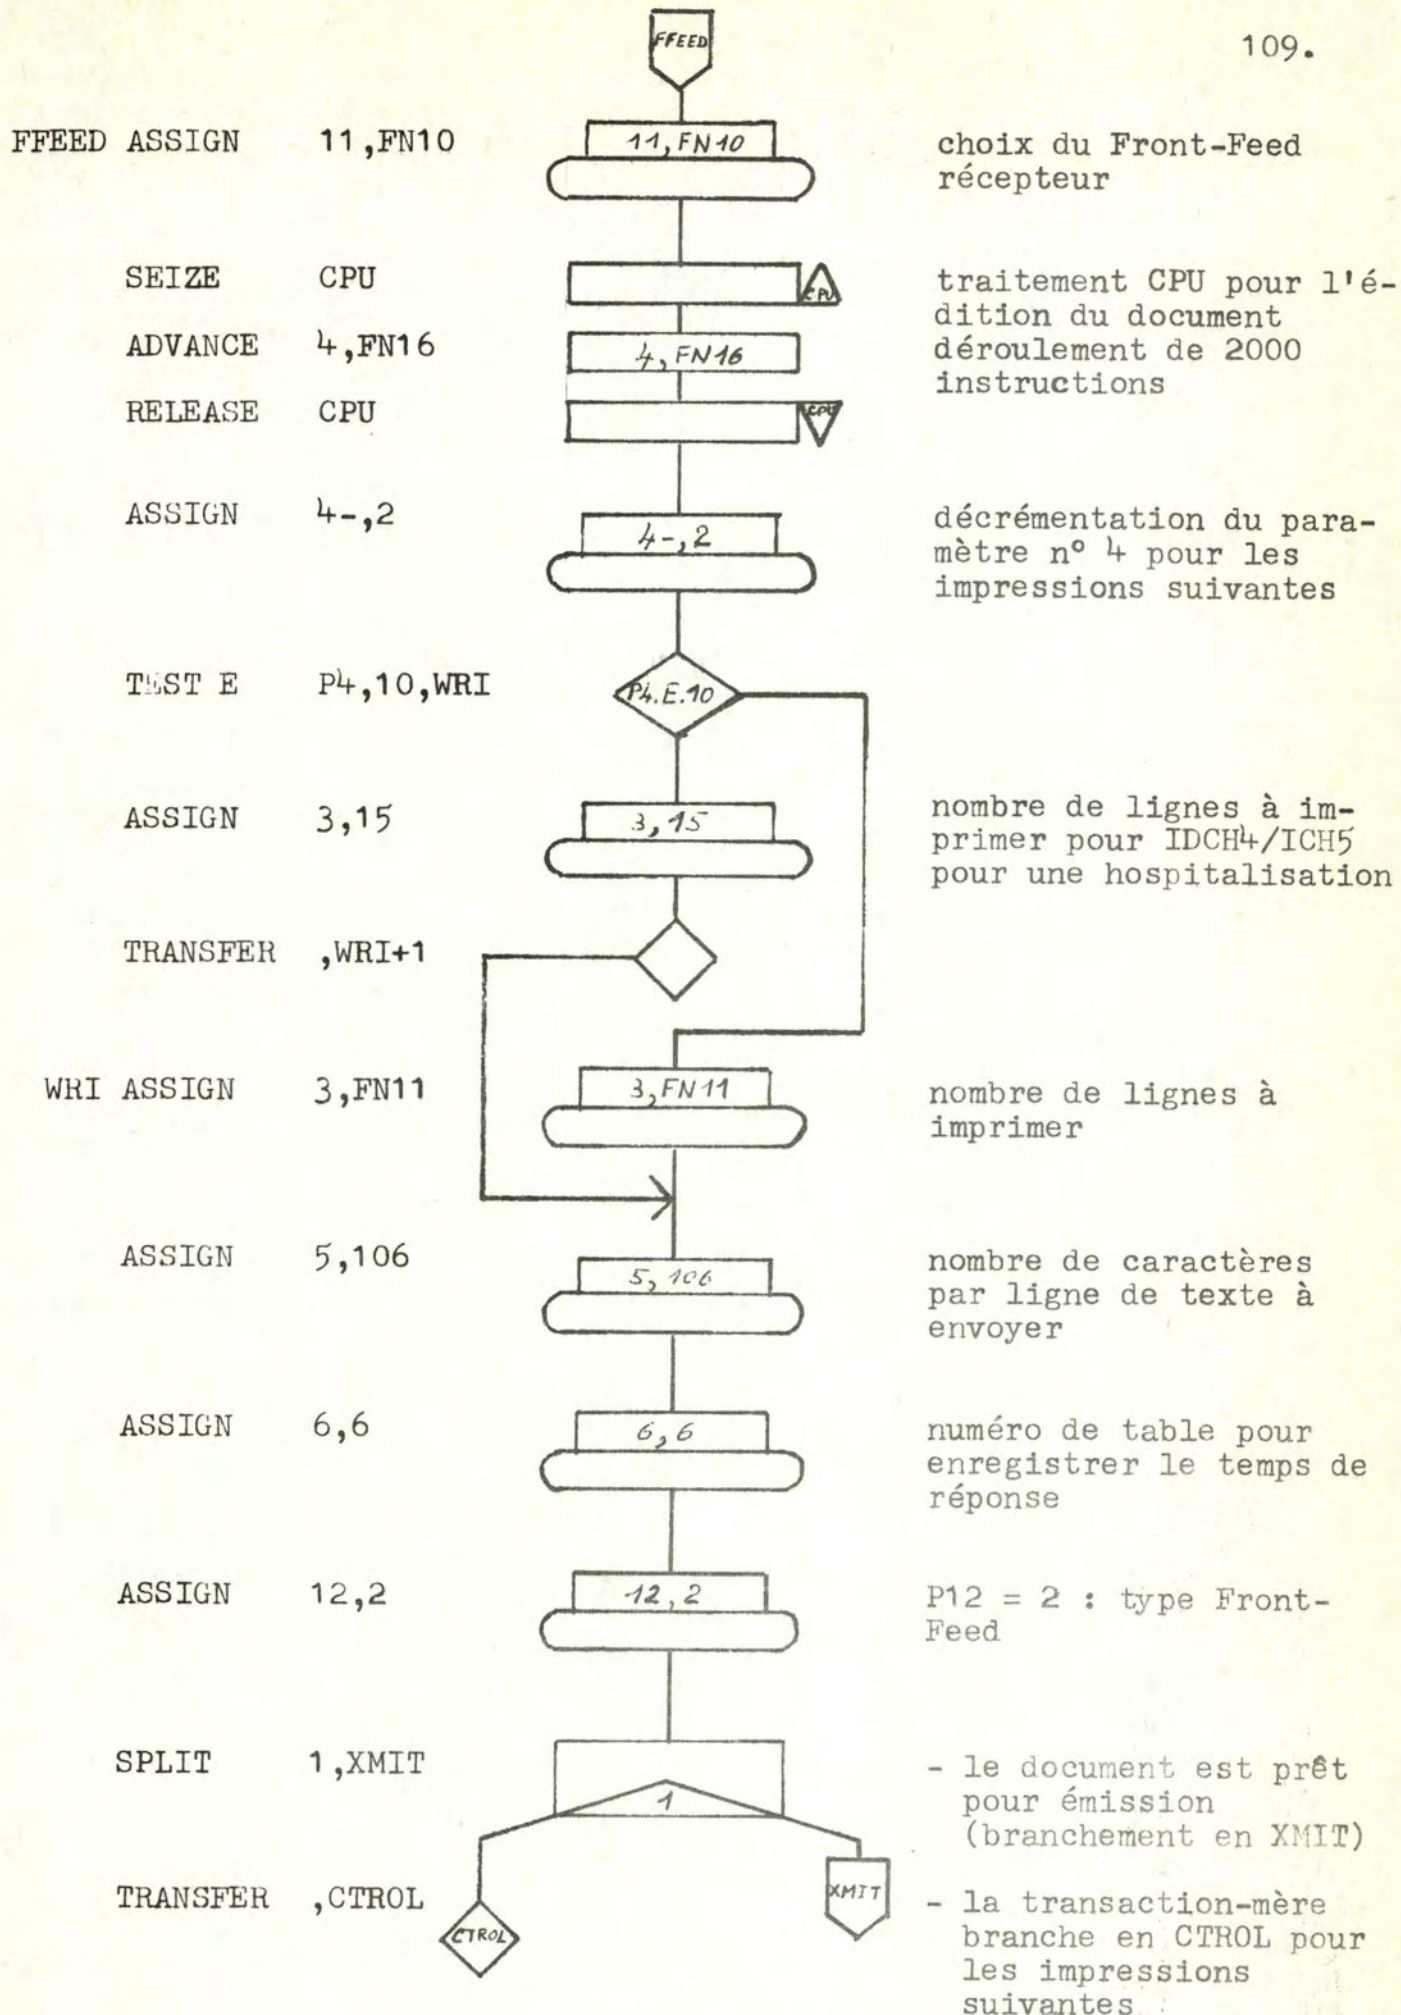 FFEED
109.
FFEED ASSIGN 11,FN10
11, FN10
choix du Front-Feed
récepteur
SEIZE CPU
CPU
traitement CPU pour l'é-
dition du document
déroulement de 2000
instructions
ADVANCE 4,FN16
4, FN16
RELEASE CPU
CPU
ASSIGN 4-,2
4-, 2
décrémentation du para-
mètre n° 4 pour les
impressions suivantes
TEST E P4,10,WRI
P4.E.10
ASSIGN 3,15
3, 15
nombre de lignes à im-
primer pour IDCH4/ICH5
pour une hospitalisation
TRANSFER ,WRI+1
WRI ASSIGN 3,FN11
3, FN11
nombre de lignes à
imprimer
ASSIGN 5,106
5, 106
nombre de caractères
par ligne de texte à
envoyer
ASSIGN 6,6
6, 6
numéro de table pour
enregistrer le temps de
réponse
ASSIGN 12,2
12, 2
P12 = 2 : type Front-
Feed
SPLIT 1,XMIT
1
- le document est prêt
pour émission
(branchement en XMIT)
TRANSFER ,CTROL
CTROL
XMIT
- la transaction-mère
branche en CTROL pour
les impressions
suivantes